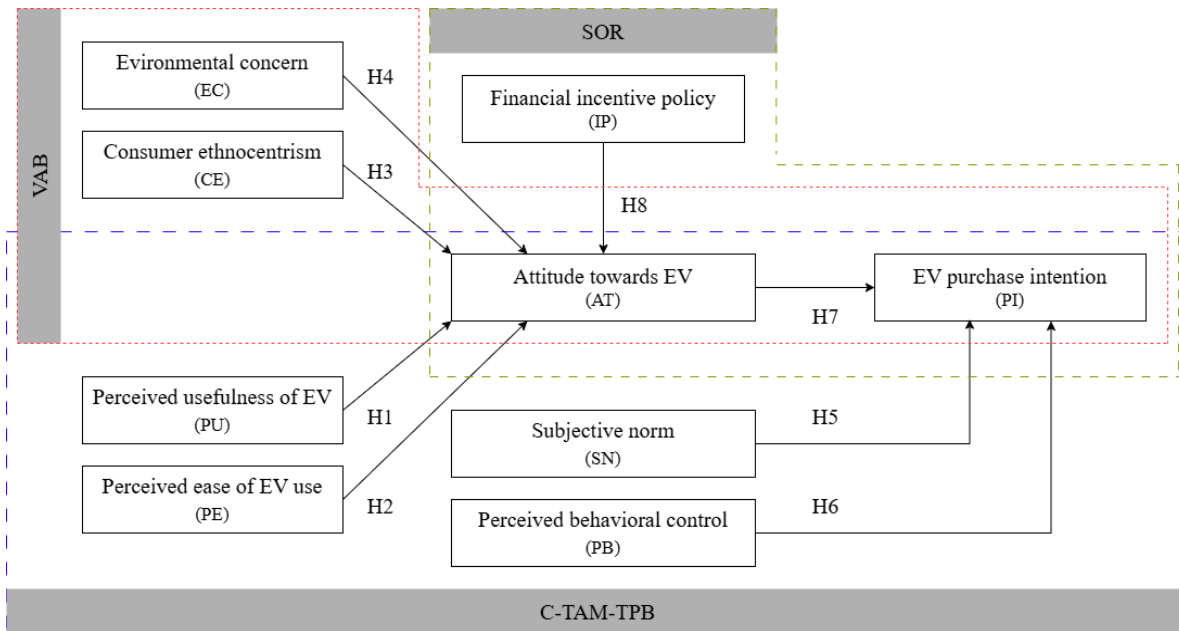 SOR
VAB
Evironmental concern
(EC)
H4
Financial incentive policy
(IP)
Consumer ethnocentrism
(CE)
H3
H8
Attitude towards EV
(AT)
EV purchase intention
(PI)
H7
Perceived usefulness of EV
(PU)
H1
Subjective norm
(SN)
H5
Perceived ease of EV use
(PE)
H2
Perceived behavioral control
(PB)
H6
C-TAM-TPB